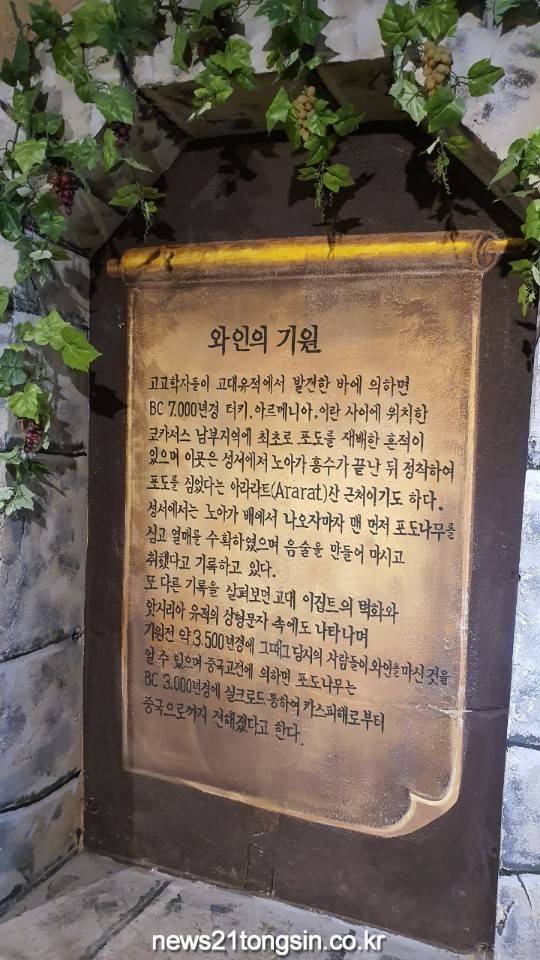 와인의 기원
고고학자들이 고대유적에서 발견한 바에 의하면
BC 7.000년경 터키.아르메니아.이란 사이에 위치한
코카서스 남부지역에 최초로 포도를 재배한 흔적이
있으며 이곳은 성서에서 노아가 홍수가 끝난 뒤 정착하여
포도를 심었다는 아라라트(Ararat)산 근처이기도 하다.
성서에서는 노아가 배에서 나오자마자 맨 먼저 포도나무를
심고 열매를 수확하였으며 음술을 만들어 마시고
취했다고 기록하고 있다.
또 다른 기록을 살펴보면 고대 이집트의 벽화와
앗시리아 유적의 상형문자 속에도 나타나며
기원전 약 3.500년경에 그때그 당시의 사람들이 와인을 마신 것을
알 수 있으며 중국고전에 의하면 포도나무는
BC 3.000년경에 실크로드 통하여 카스피해로부터
중국으로까지 전해졌다고 한다.
news21tongsin.co.kr